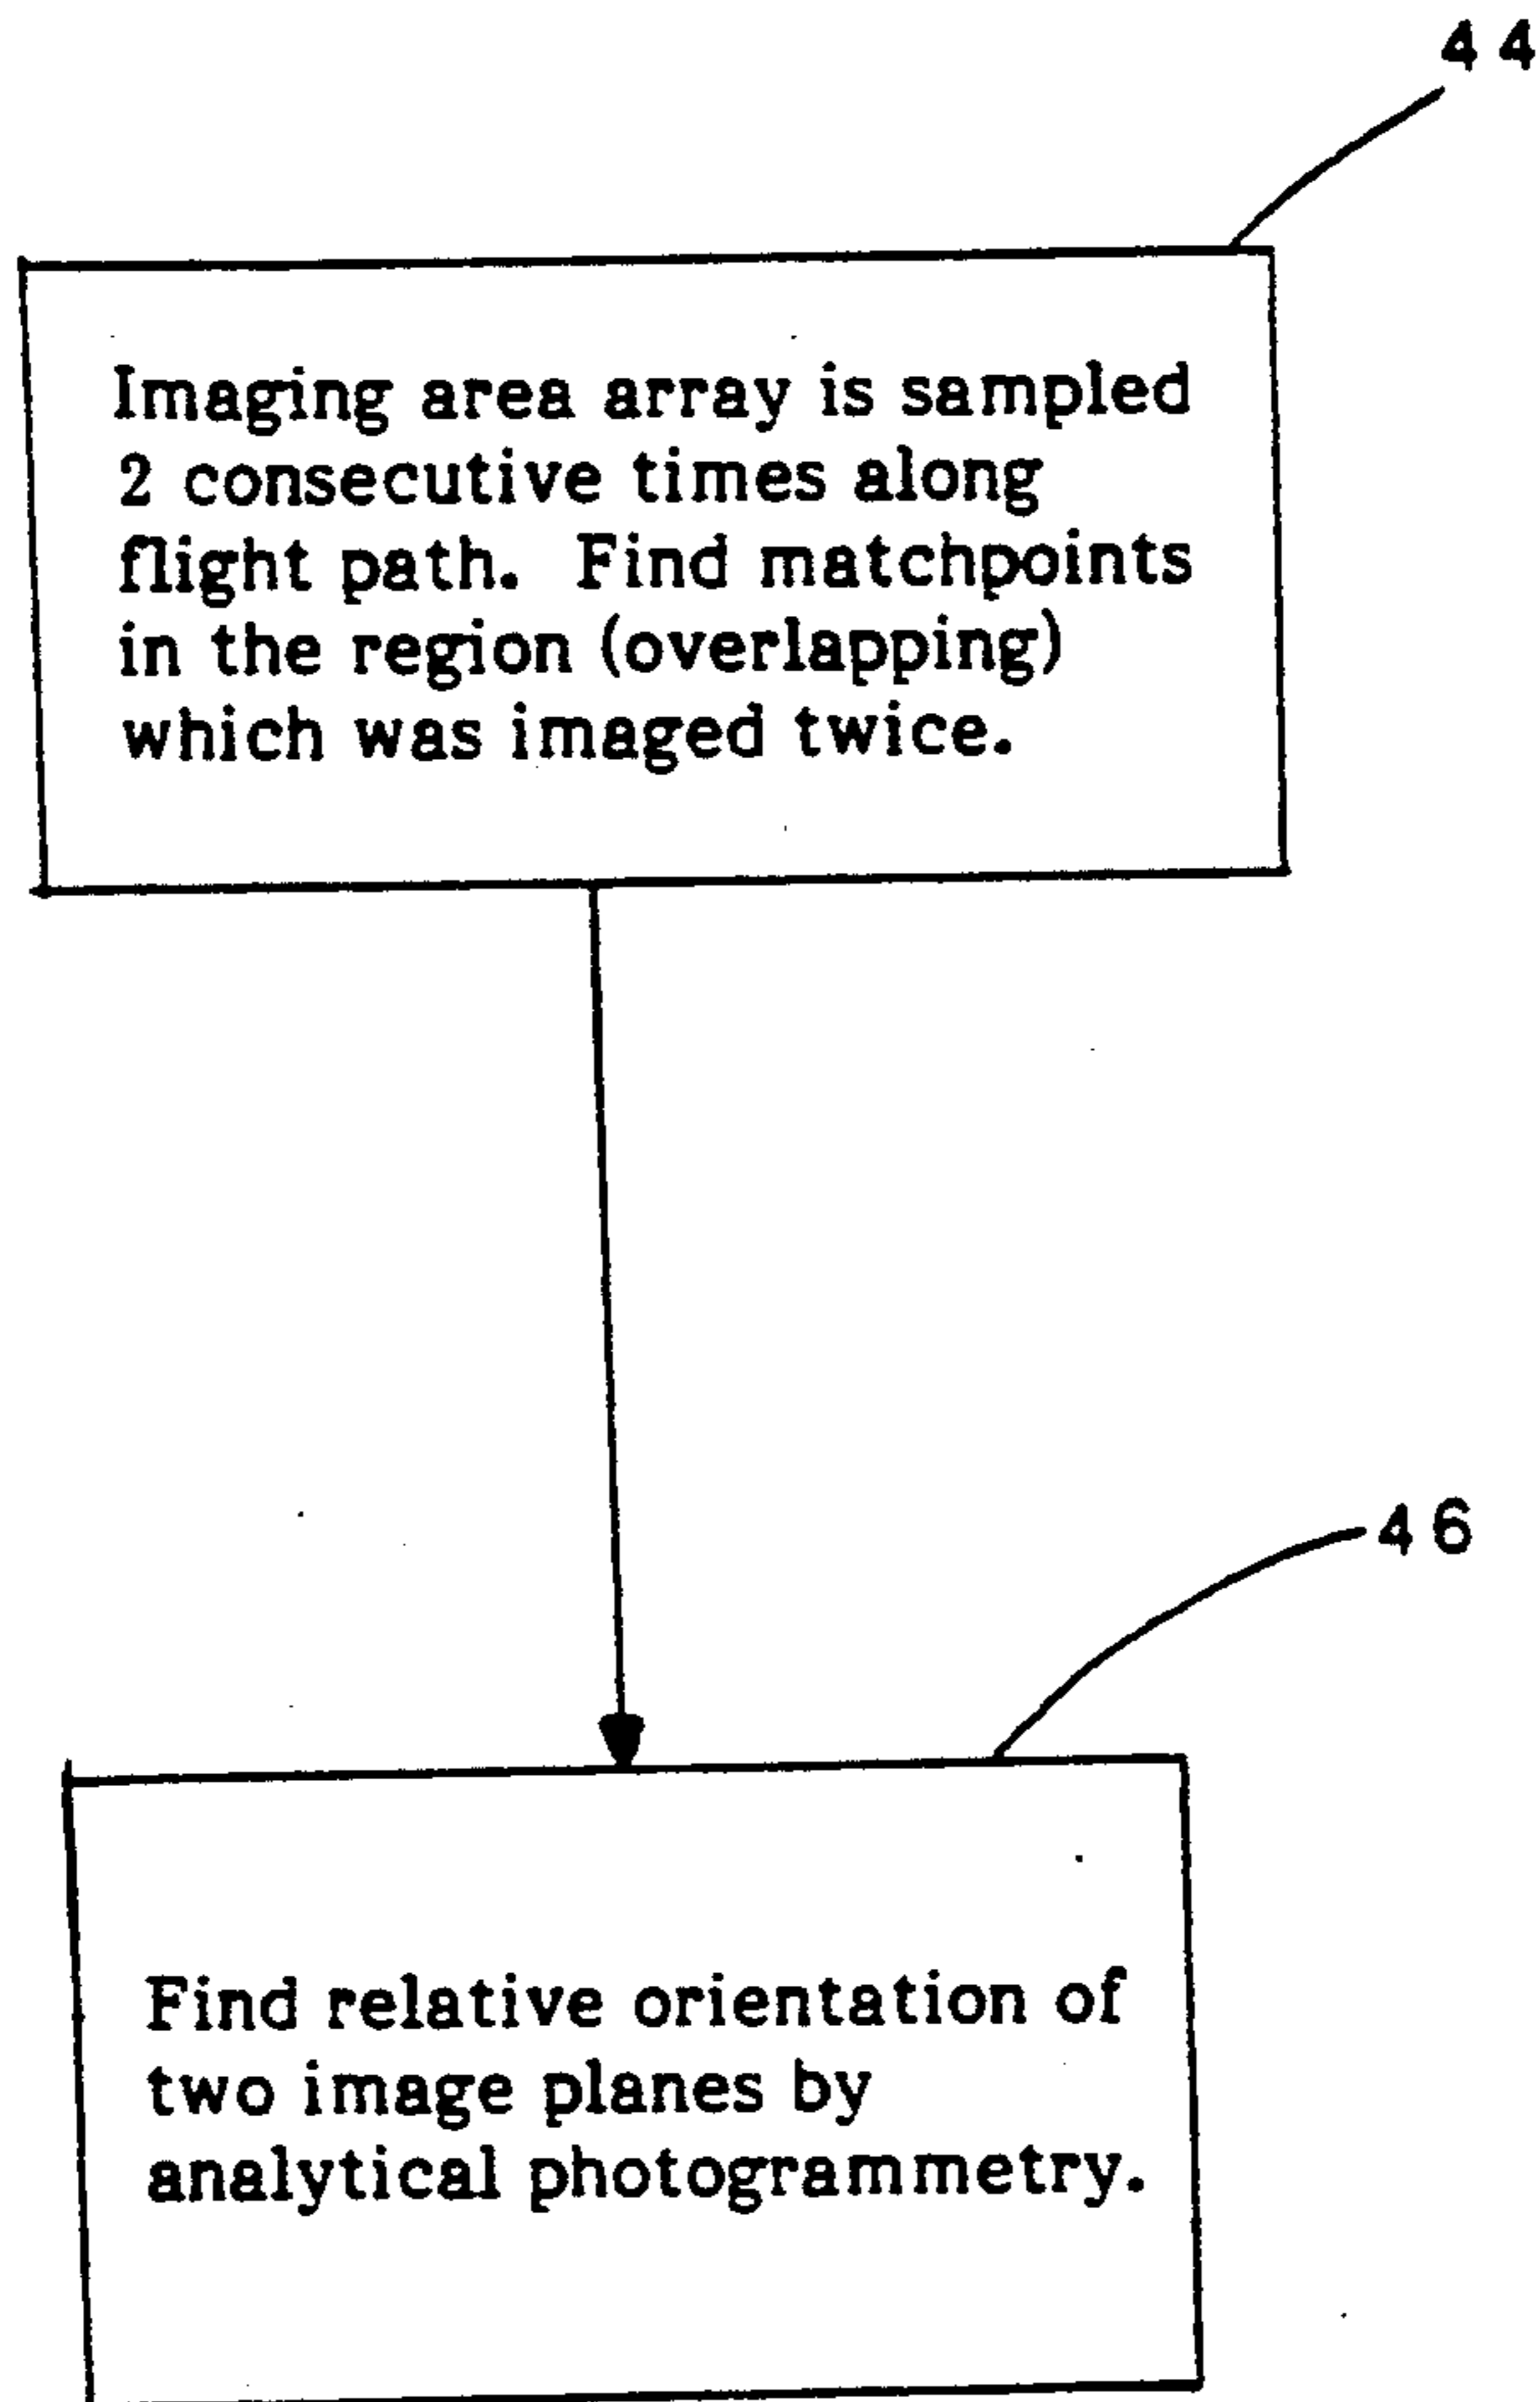 44
Imaging area array is sampled
2 consecutive times along
flight path. Find matchpoints
in the region (overlapping)
which was imaged twice.
46
Find relative orientation of
two image planes by
analytical photogrammetry.